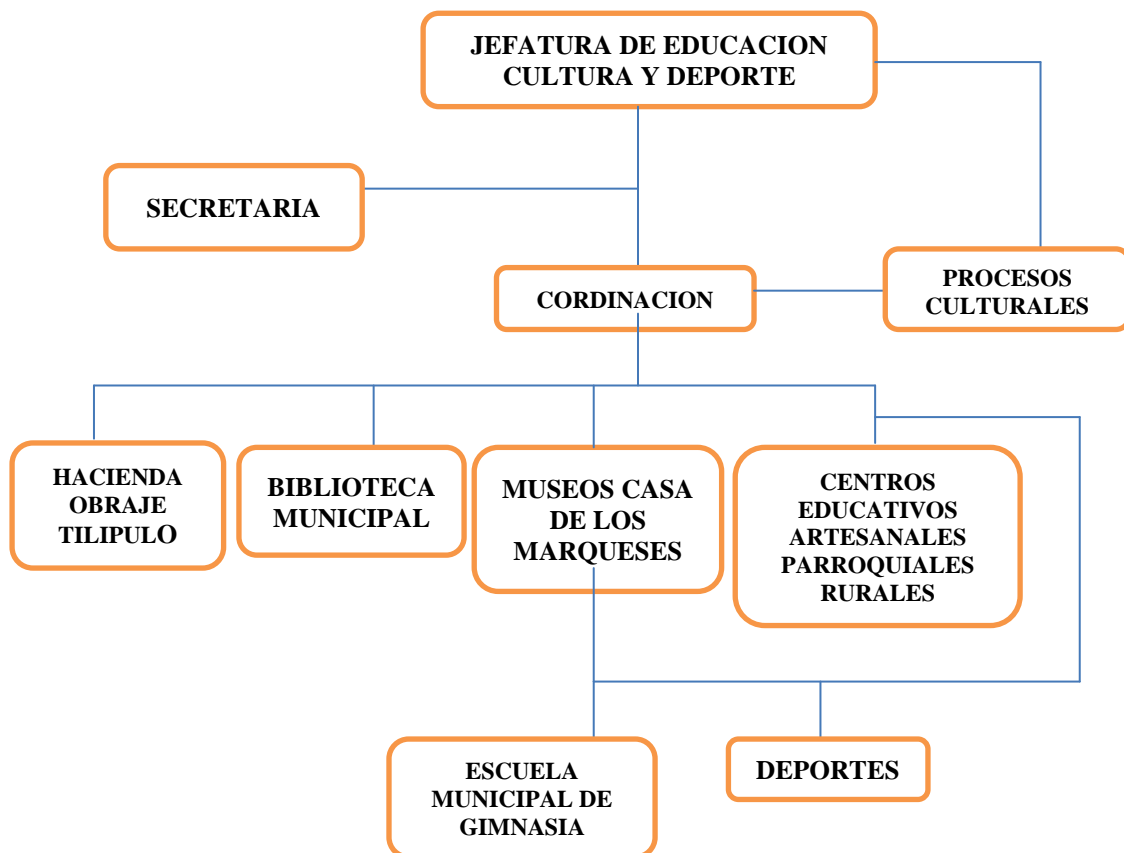 JEFATURA DE EDUCACION
CULTURA Y DEPORTE
SECRETARIA
CORDINACION
PROCESOS
CULTURALES
HACIENDA
OBRAJE
TILIPULO
BIBLIOTECA
MUNICIPAL
MUSEOS CASA
DE LOS
MARQUESES
CENTROS
EDUCATIVOS
ARTESANALES
PARROQUIALES
RURALES
ESCUELA
MUNICIPAL DE
GIMNASIA
DEPORTES